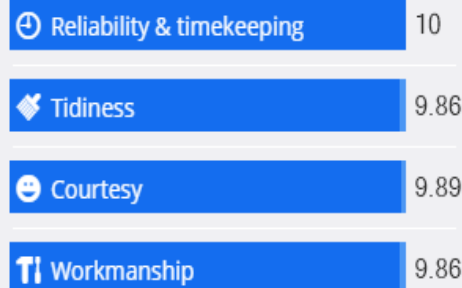 Reliability & timekeeping 10
Tidiness 9.86
Courtesy 9.89
Workmanship 9.86